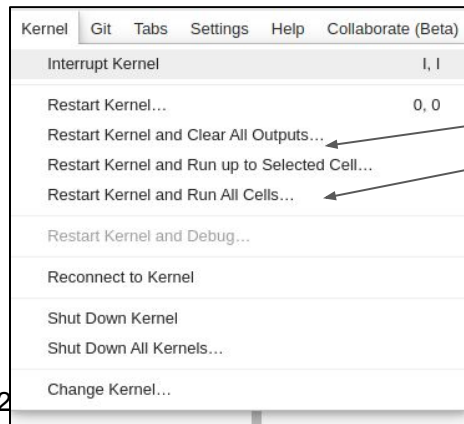 Kernel Git Tabs Settings Help Collaborate (Beta)
Interrupt Kernel I, I
Restart Kernel… 0, 0
Restart Kernel and Clear All Outputs…
Restart Kernel and Run up to Selected Cell…
Restart Kernel and Run All Cells…
Restart Kernel and Debug…
Reconnect to Kernel
Shut Down Kernel
Shut Down All Kernels…
2
Change Kernel…